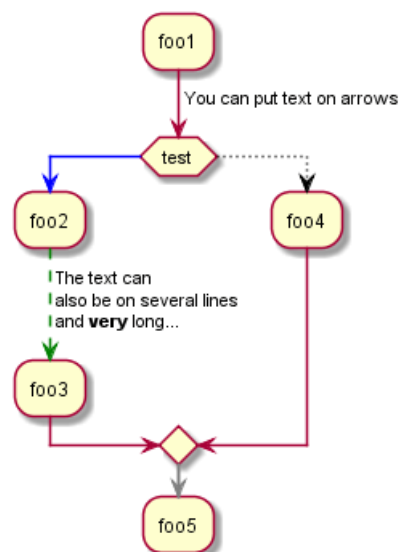 foo1
You can put text on arrows
test
foo2
foo4
The text can
also be on several lines
and very long...
foo3
foo5